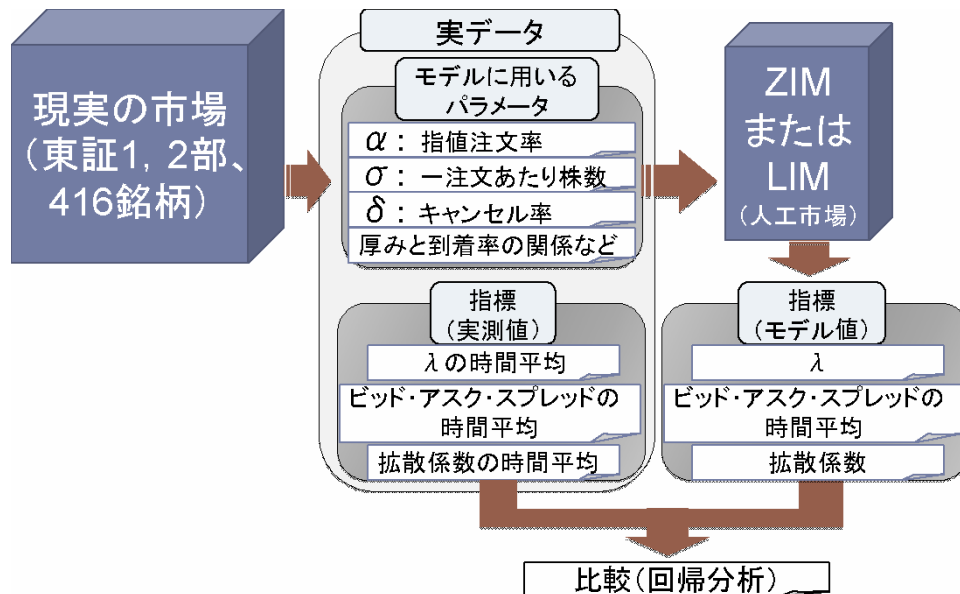 現実の市場
(東証1, 2部、
416銘柄)
実データ
モデルに用いる
パラメータ
α: 指値注文率
σ: 一注文あたり株数
δ: キャンセル率
厚みと到着率の関係など
ZIM
または
LIM
(人工市場)
指標
(実測値)
λの時間平均
ビッド・アスク・スプレッドの
時間平均
拡散係数の時間平均
指標
(モデル値)
λ
ビッド・アスク・スプレッドの
時間平均
拡散係数
比較(回帰分析)